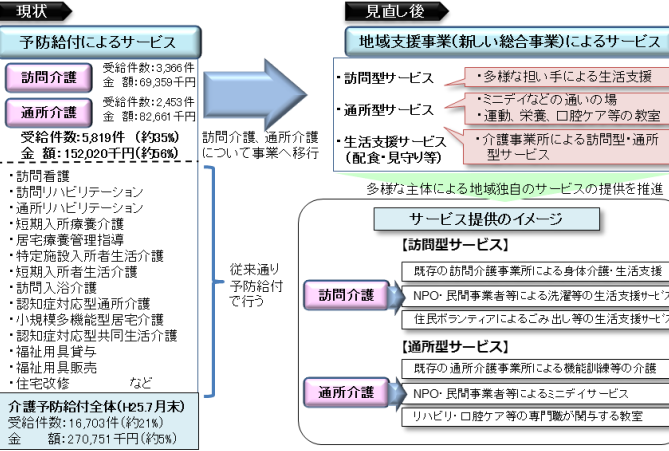 現状
予防給付によるサービス
訪問介護
受給件数:3,366件
金 額:69,359千円
通所介護
受給件数:2,453件
金 額:82,661千円
受給件数:5,819件 (約35%)
金 額:152,020千円(約56%)
・訪問看護
・訪問リハビリテーション
・通所リハビリテーション
・短期入所療養介護
・居宅療養管理指導
・特定施設入所者生活介護
・短期入所者生活介護
・訪問入浴介護
・認知症対応型通所介護
・小規模多機能型居宅介護
・認知症対応型共同生活介護
・福祉用具貸与
・福祉用具販売
・住宅改修 など
介護予防給付全体(H25.7月末)
受給件数:16,703件(約21%)
金 額:270,751千円(約5%)
訪問介護、通所介護
について事業へ移行
従来通り
予防給付
で行う
見直し後
地域支援事業(新しい総合事業)によるサービス
・訪問型サービス
・多様な担い手による生活支援
・通所型サービス
・ミニデイなどの通いの場
・運動、栄養、口腔ケア等の教室
・生活支援サービス
(配食・見守り等)
・介護事業所による訪問型・通所
型サービス
多様な主体による地域独自のサービスの提供を推進
サービス提供のイメージ
【訪問型サービス】
訪問介護
既存の訪問介護事業所による身体介護・生活支援
NPO・民間事業者等による洗濯等の生活支援サービス
住民ボランティアによるごみ出し等の生活支援サービス
【通所型サービス】
通所介護
既存の通所介護事業所による機能訓練等の介護
NPO・民間事業者等によるミニデイサービス
リハビリ・口腔ケア等の専門職が関与する教室